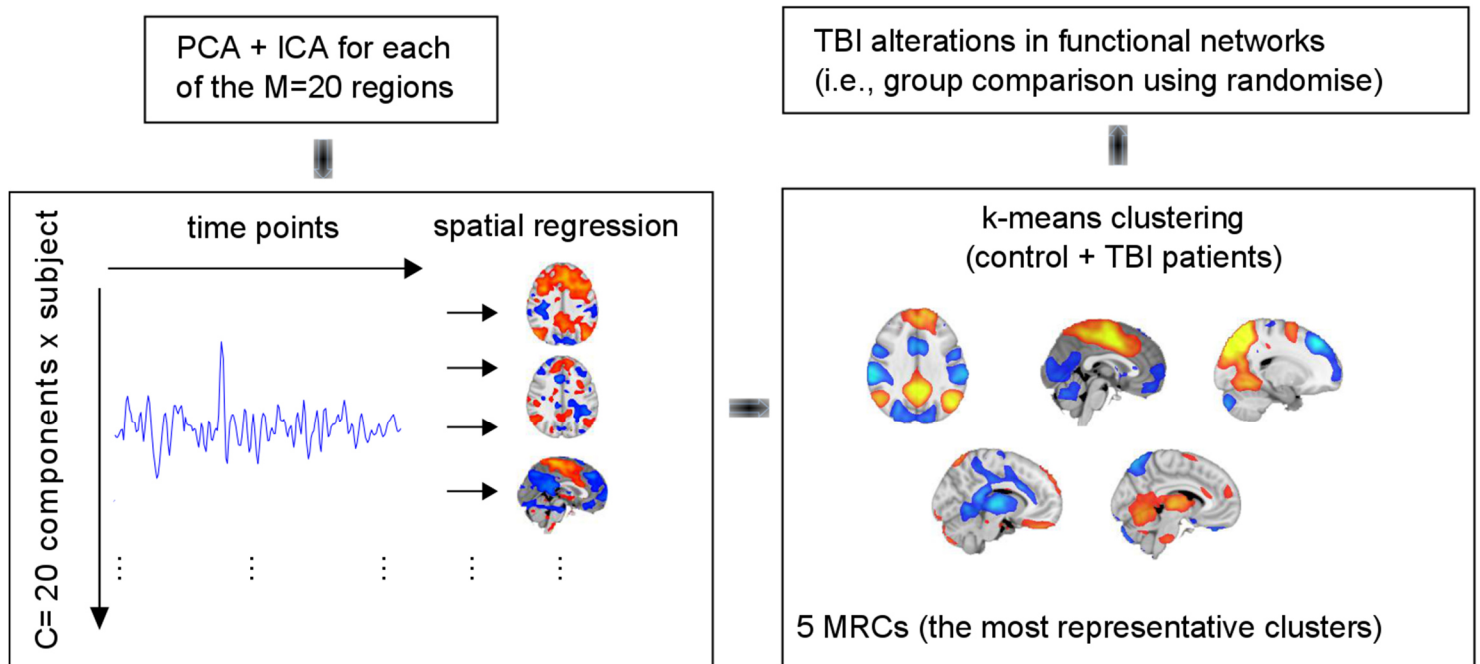 PCA + ICA for each
of the M=20 regions
C= 20 components x subject
time points
spatial regression
k-means clustering
(control + TBI patients)
5 MRCs (the most representative clusters)
TBI alterations in functional networks
(i.e., group comparison using randomise)